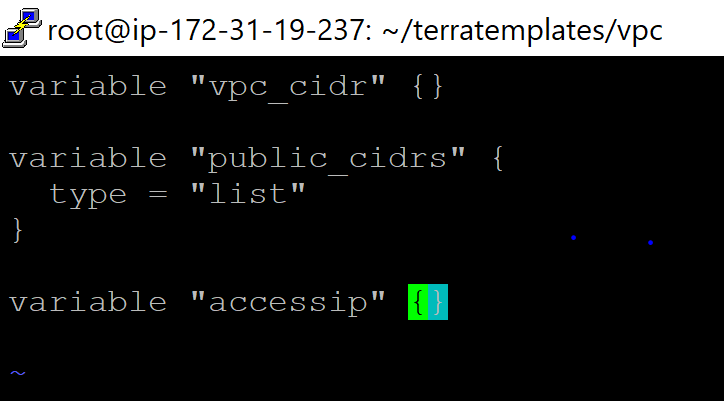 root@ip-172-31-19-237: ~/terratemplates/vpc
variable "vpc_cidr" {}
variable "public_cidrs" {
  type = "list"
}
variable "accessip" {}
~